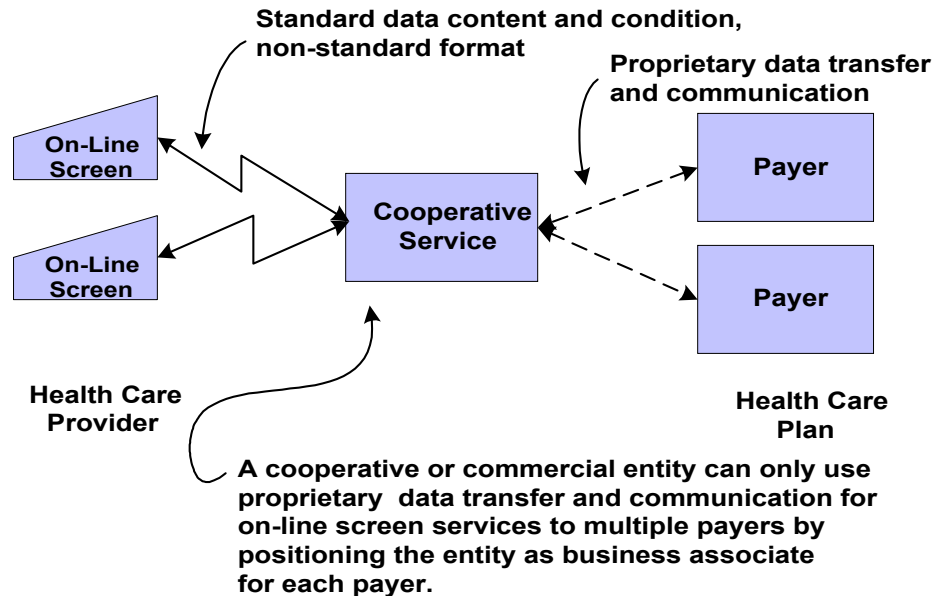 Standard data content and condition,
non-standard format
Proprietary data transfer
and communication
On-Line
Screen
Payer
Cooperative
Service
On-Line
Screen
Payer
Health Care
Provider
Health Care
Plan
A cooperative or commercial entity can only use
proprietary data transfer and communication for
on-line screen services to multiple payers by
positioning the entity as business associate
for each payer.